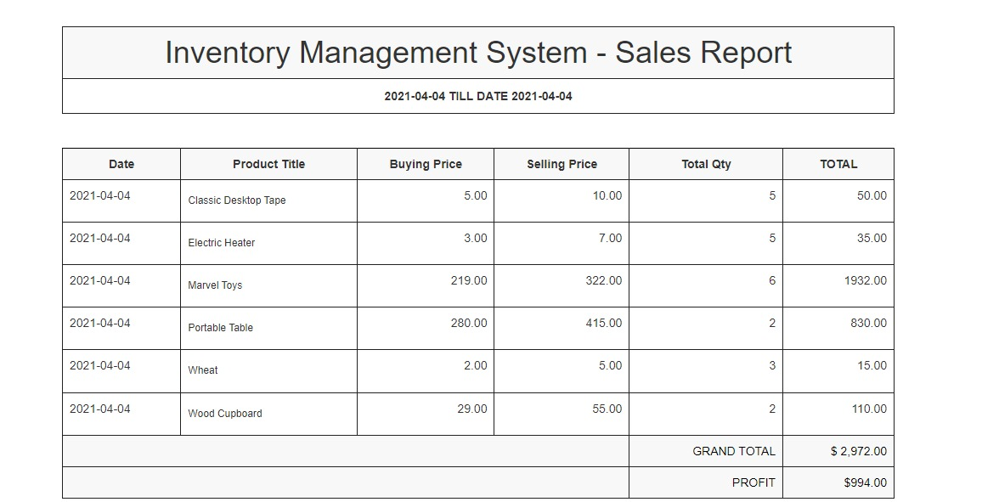 Inventory Management System - Sales Report
2021-04-04 TILL DATE 2021-04-04
Date Product Title Buying Price Selling Price Total Qty TOTAL
2021-04-04 Classic Desktop Tape 5.00 10.00 5 50.00
2021-04-04 Electric Heater 3.00 7.00 5 35.00
2021-04-04 Marvel Toys 219.00 322.00 6 1932.00
2021-04-04 Portable Table 280.00 415.00 2 830.00
2021-04-04 Wheat 2.00 5.00 3 15.00
2021-04-04 Wood Cupboard 29.00 55.00 2 110.00
GRAND TOTAL $ 2,972.00
PROFIT $994.00